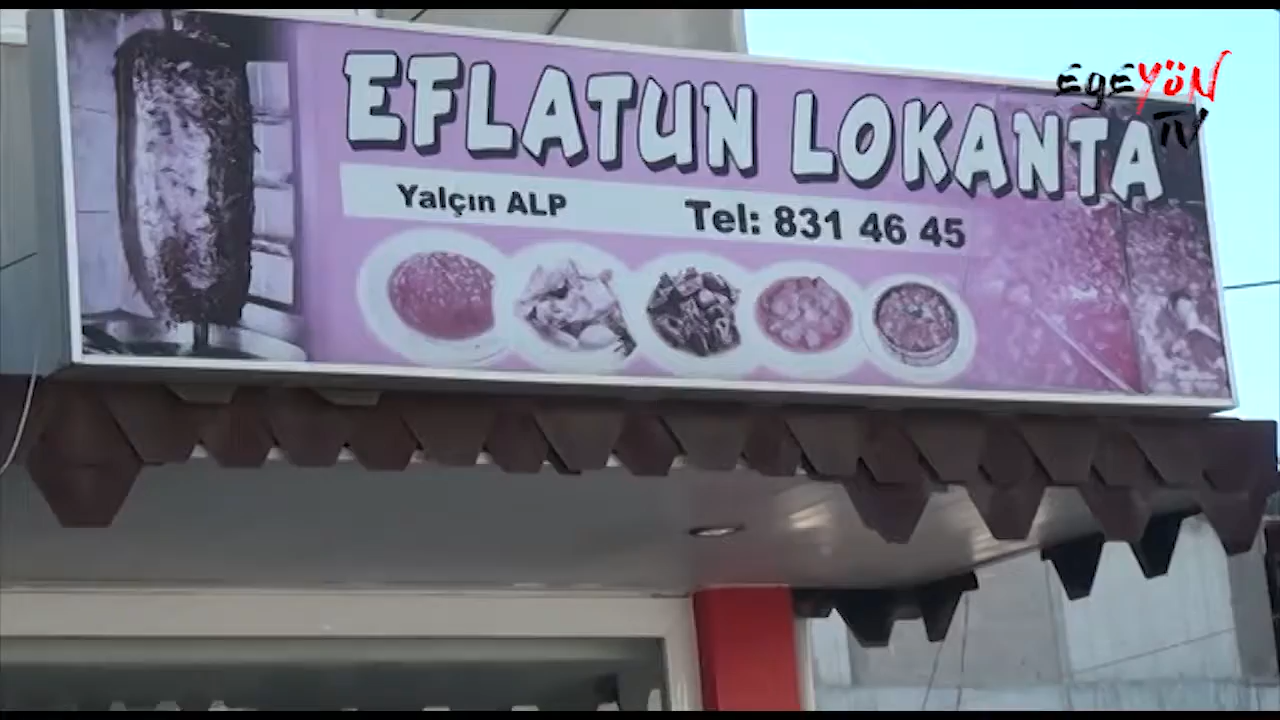 EFLATUN LOKANTA
Yalçın ALP
Tel: 831 46 45
EGEYÖN
TV